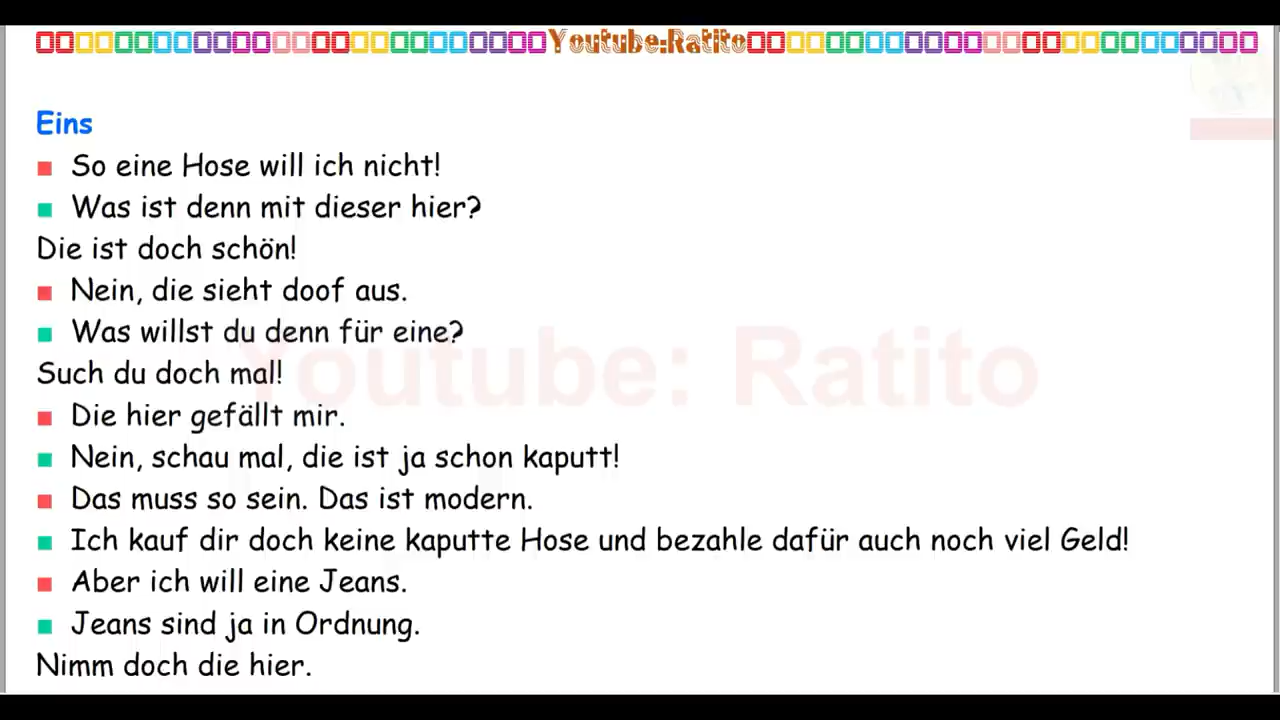 Youtube:Ratito
Eins
So eine Hose will ich nicht!
Was ist denn mit dieser hier?
Die ist doch schön!
Nein, die sieht doof aus.
Was willst du denn für eine?
Such du doch mal!
Die hier gefällt mir.
Nein, schau mal, die ist ja schon kaputt!
Das muss so sein. Das ist modern.
Ich kauf dir doch keine kaputte Hose und bezahle dafür auch noch viel Geld!
Aber ich will eine Jeans.
Jeans sind ja in Ordnung.
Nimm doch die hier.
Youtube: Ratito